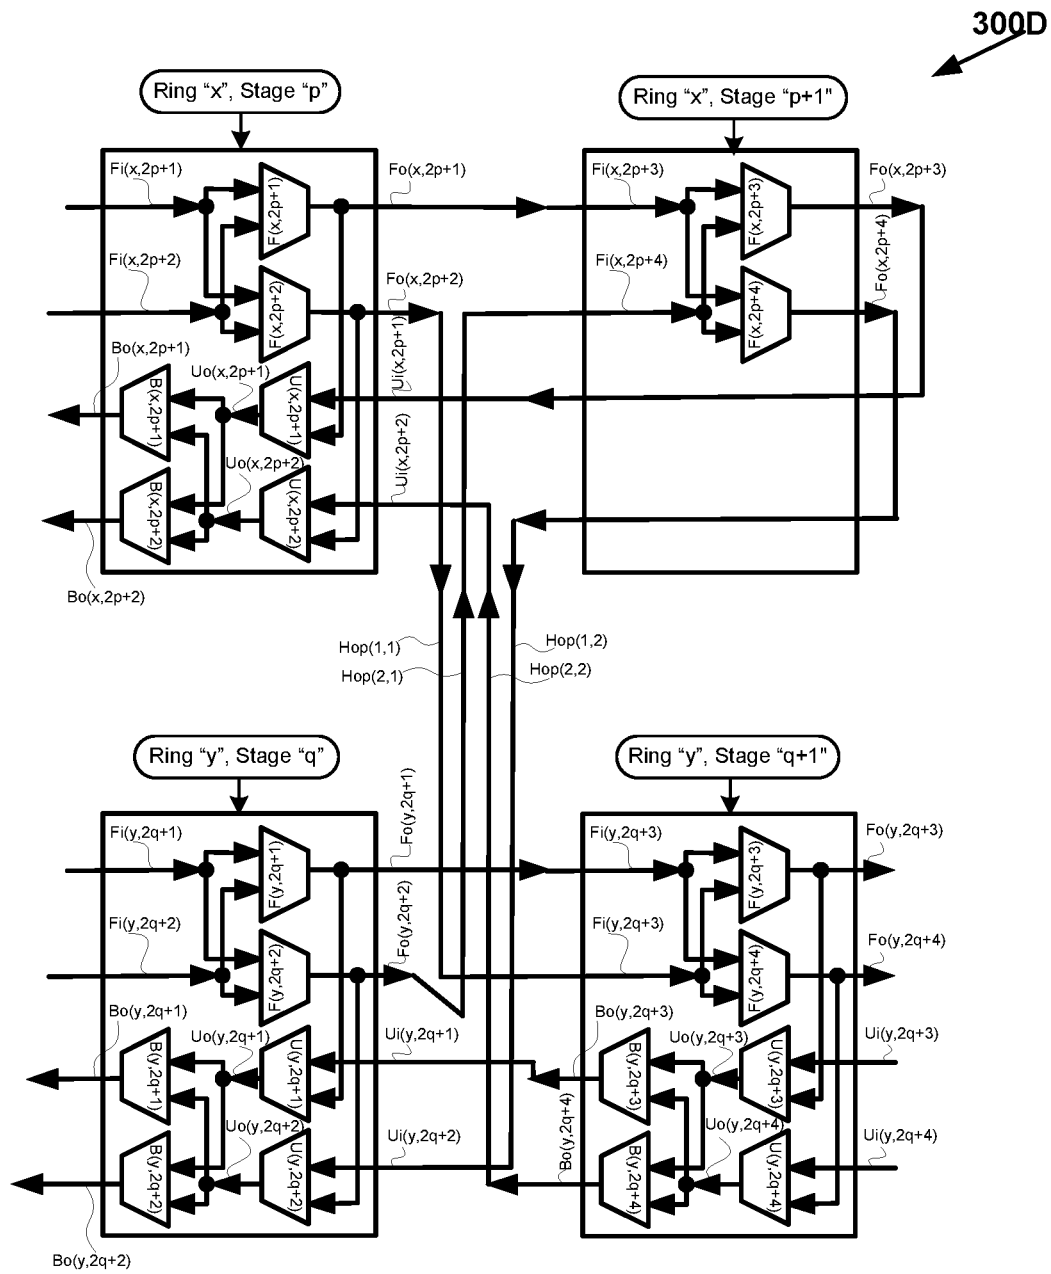 300D
Ring “x”, Stage “p”
Ring “x”, Stage “p+1"
Fi(x,2p+1)
F(x,2p+1)
Fo(x,2p+1)
Fi(x,2p+3)
F(x,2p+3)
Fo(x,2p+3)
Fi(x,2p+2)
F(x,2p+2)
Fo(x,2p+2)
Fi(x,2p+4)
F(x,2p+4)
Fo(x,2p+4)
Bo(x,2p+1)
B(x,2p+1)
Uo(x,2p+1)
U(x,2p+1)
Ui(x,2p+1)
Bo(x,2p+2)
B(x,2p+2)
Uo(x,2p+2)
U(x,2p+2)
Ui(x,2p+2)
Hop(1,1)
Hop(1,2)
Hop(2,1)
Hop(2,2)
Ring “y”, Stage “q”
Ring “y”, Stage “q+1"
Fi(y,2q+1)
F(y,2q+1)
Fo(y,2q+1)
Fi(y,2q+3)
F(y,2q+3)
Fo(y,2q+3)
Fi(y,2q+2)
F(y,2q+2)
Fo(y,2q+2)
Fi(y,2q+3)
F(y,2q+4)
Fo(y,2q+4)
Bo(y,2q+1)
B(y,2q+1)
Uo(y,2q+1)
U(y,2q+1)
Ui(y,2q+1)
Bo(y,2q+3)
B(y,2q+3)
Uo(y,2q+3)
U(y,2q+3)
Ui(y,2q+3)
Bo(y,2q+2)
B(y,2q+2)
Uo(y,2q+2)
U(y,2q+2)
Ui(y,2q+2)
Bo(y,2q+4)
B(y,2q+4)
Uo(y,2q+4)
U(y,2q+4)
Ui(y,2q+4)